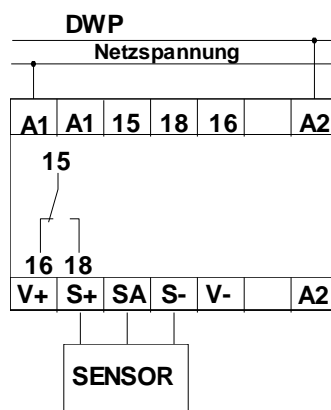 DWP
Netzspannung
A1 A1 15 18 16 A2
15
16 18
V+ S+ SA S- V- A2
SENSOR